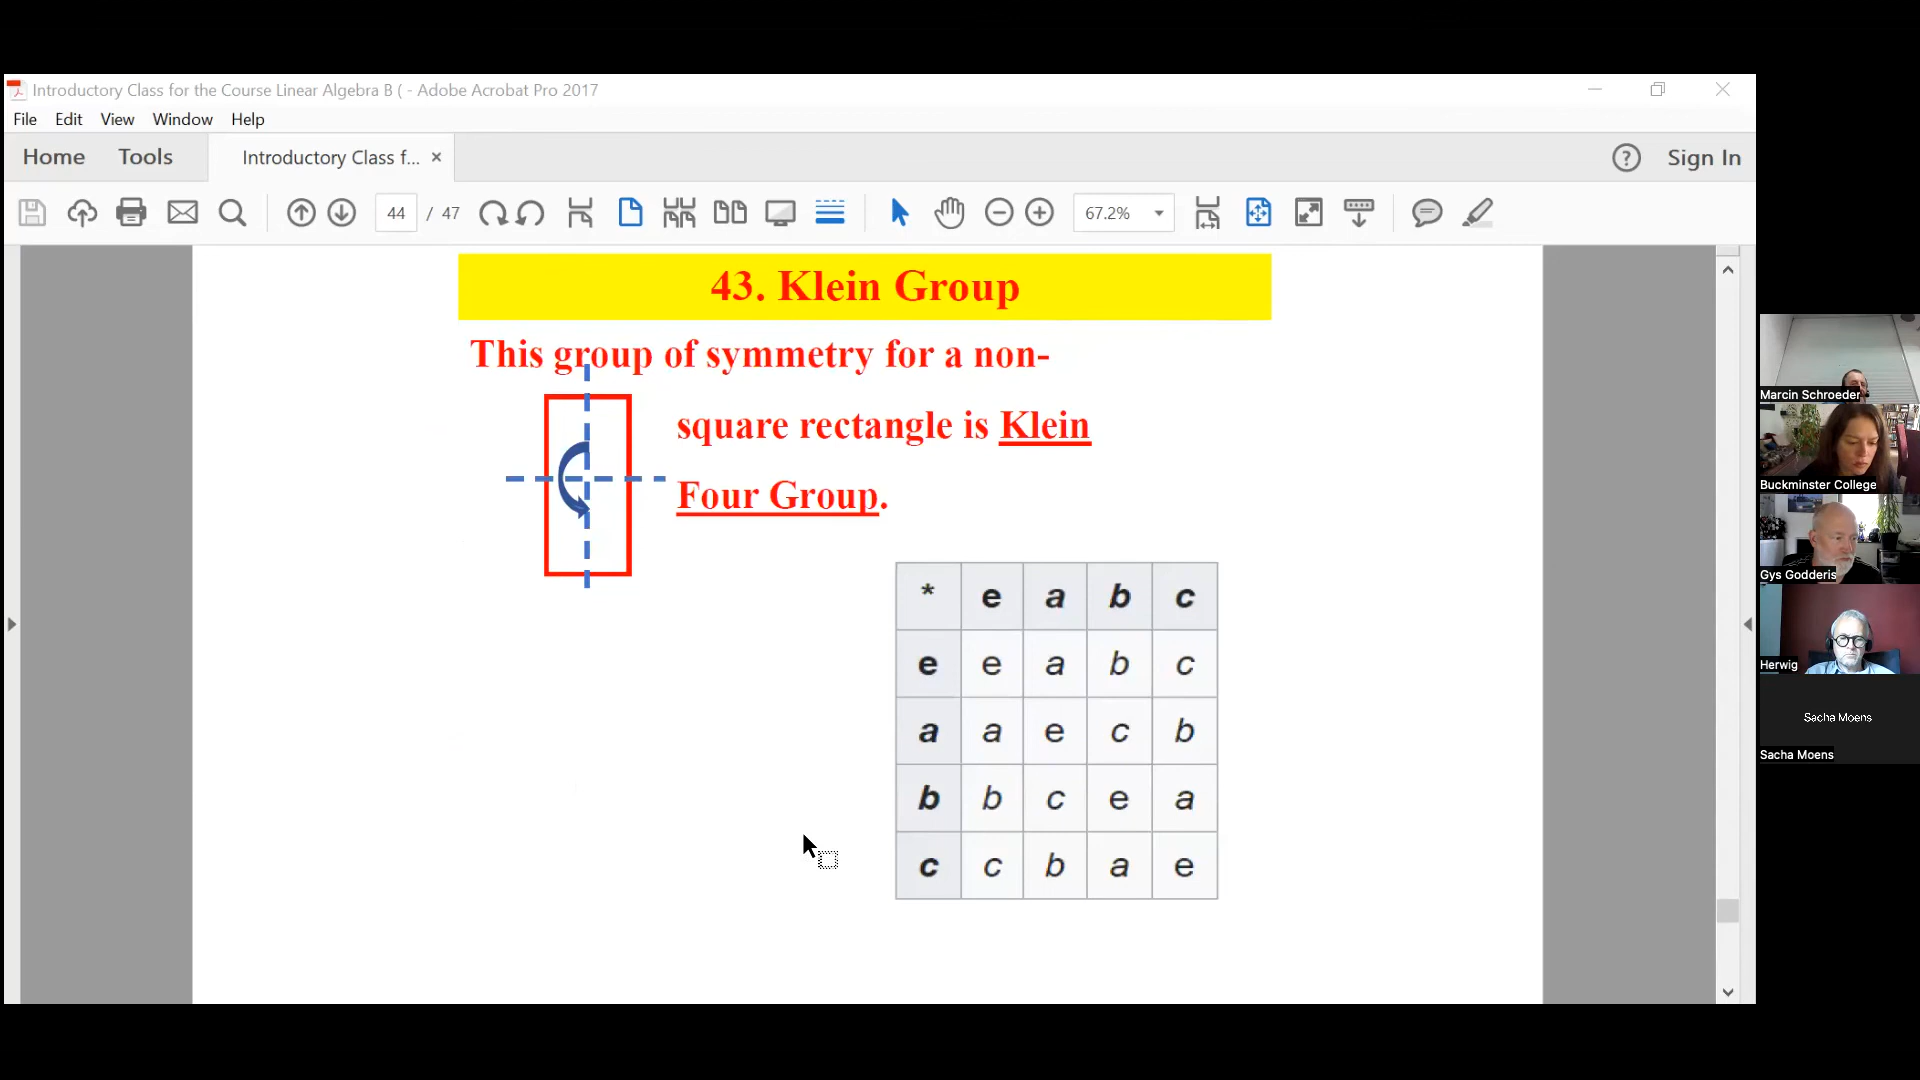 Introductory Class for the Course Linear Algebra B ( - Adobe Acrobat Pro 2017
File Edit View Window Help
Home Tools Introductory Class f... × Sign In
44 / 47 67.2%
43. Klein Group
This group of symmetry for a non-
square rectangle is Klein
Four Group.
* e a b c
e e a b c
a a e c b
b b c e a
c c b a e
Marcin Schroeder
Buckminster College
Gys Godderis
Herwig
Sacha Moens
Sacha Moens